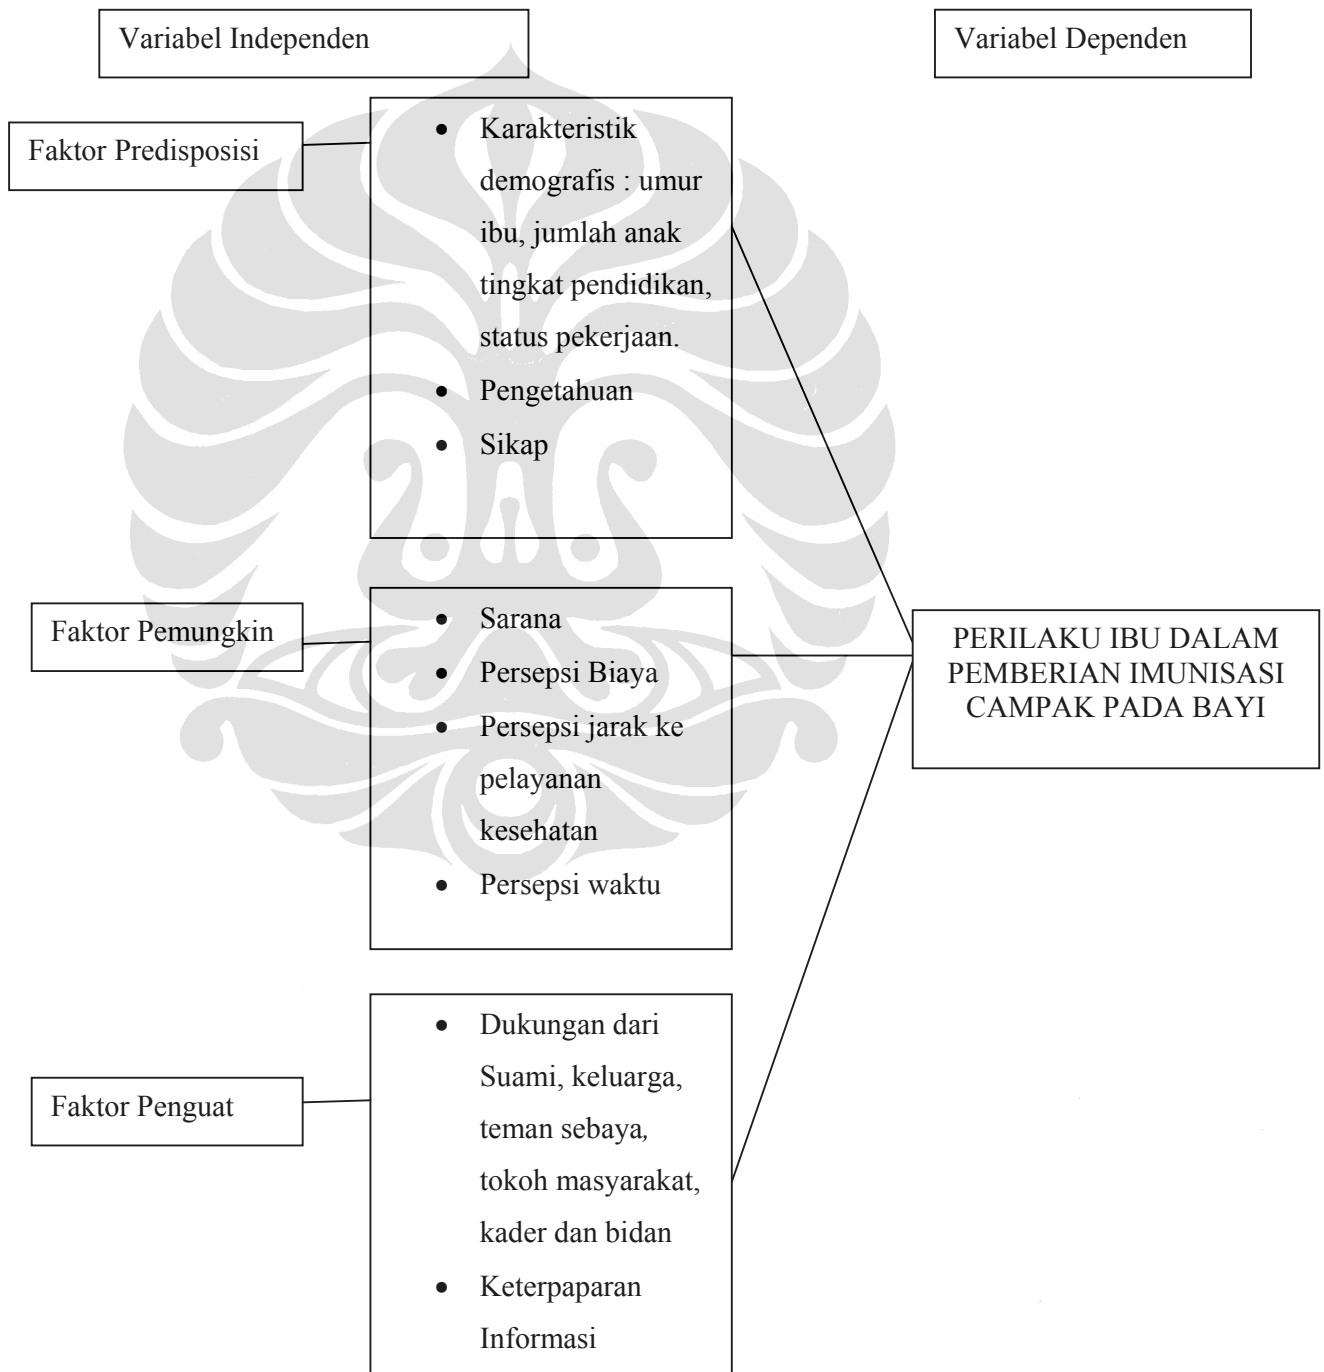 Variabel Independen
Variabel Dependen
Faktor Predisposisi
• Karakteristik
demografis : umur
ibu, jumlah anak
tingkat pendidikan,
status pekerjaan.
• Pengetahuan
• Sikap
Faktor Pemungkin
• Sarana
• Persepsi Biaya
• Persepsi jarak ke
pelayanan
kesehatan
• Persepsi waktu
PERILAKU IBU DALAM
PEMBERIAN IMUNISASI
CAMPAK PADA BAYI
Faktor Penguat
• Dukungan dari
Suami, keluarga,
teman sebaya,
tokoh masyarakat,
kader dan bidan
• Keterpaparan
Informasi